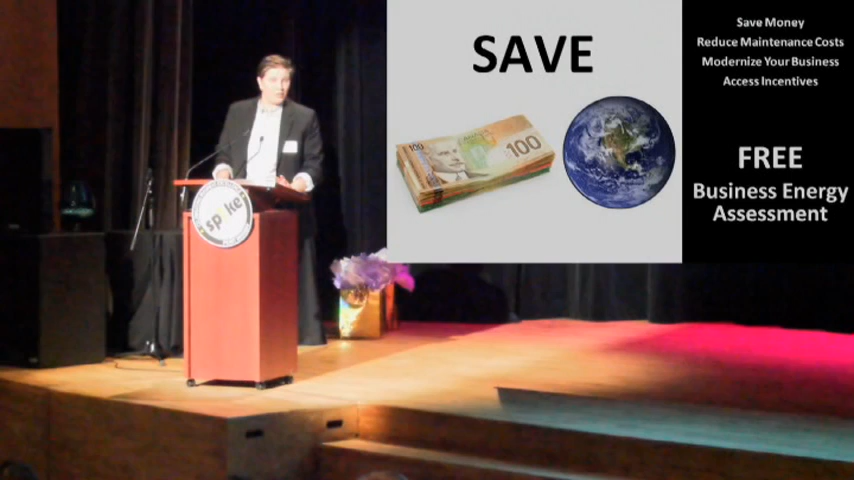 SAVE
100
100
Save Money
Reduce Maintenance Costs
Modernize Your Business
Access Incentives
FREE
Business Energy
Assessment
spoke